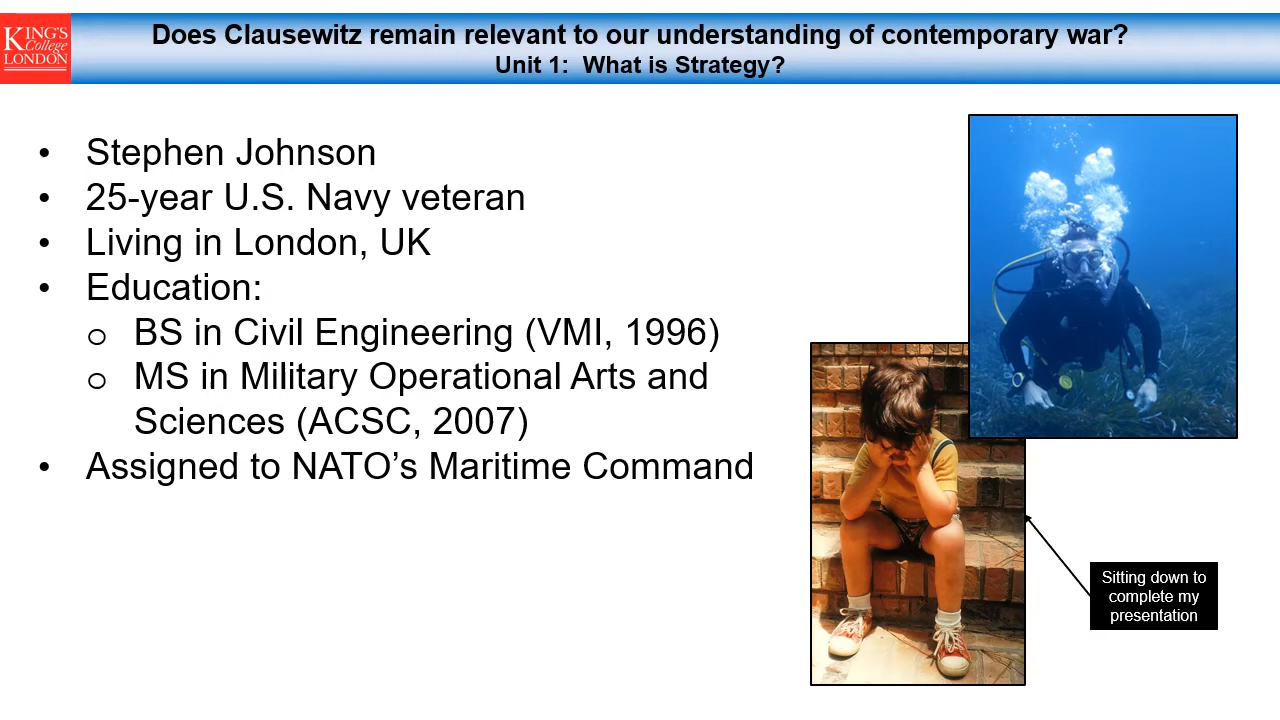 KING'S
College
LONDON
Does Clausewitz remain relevant to our understanding of contemporary war?
Unit 1: What is Strategy?
• Stephen Johnson
• 25-year U.S. Navy veteran
• Living in London, UK
• Education:
o BS in Civil Engineering (VMI, 1996)
o MS in Military Operational Arts and
Sciences (ACSC, 2007)
• Assigned to NATO’s Maritime Command
Sitting down to
complete my
presentation